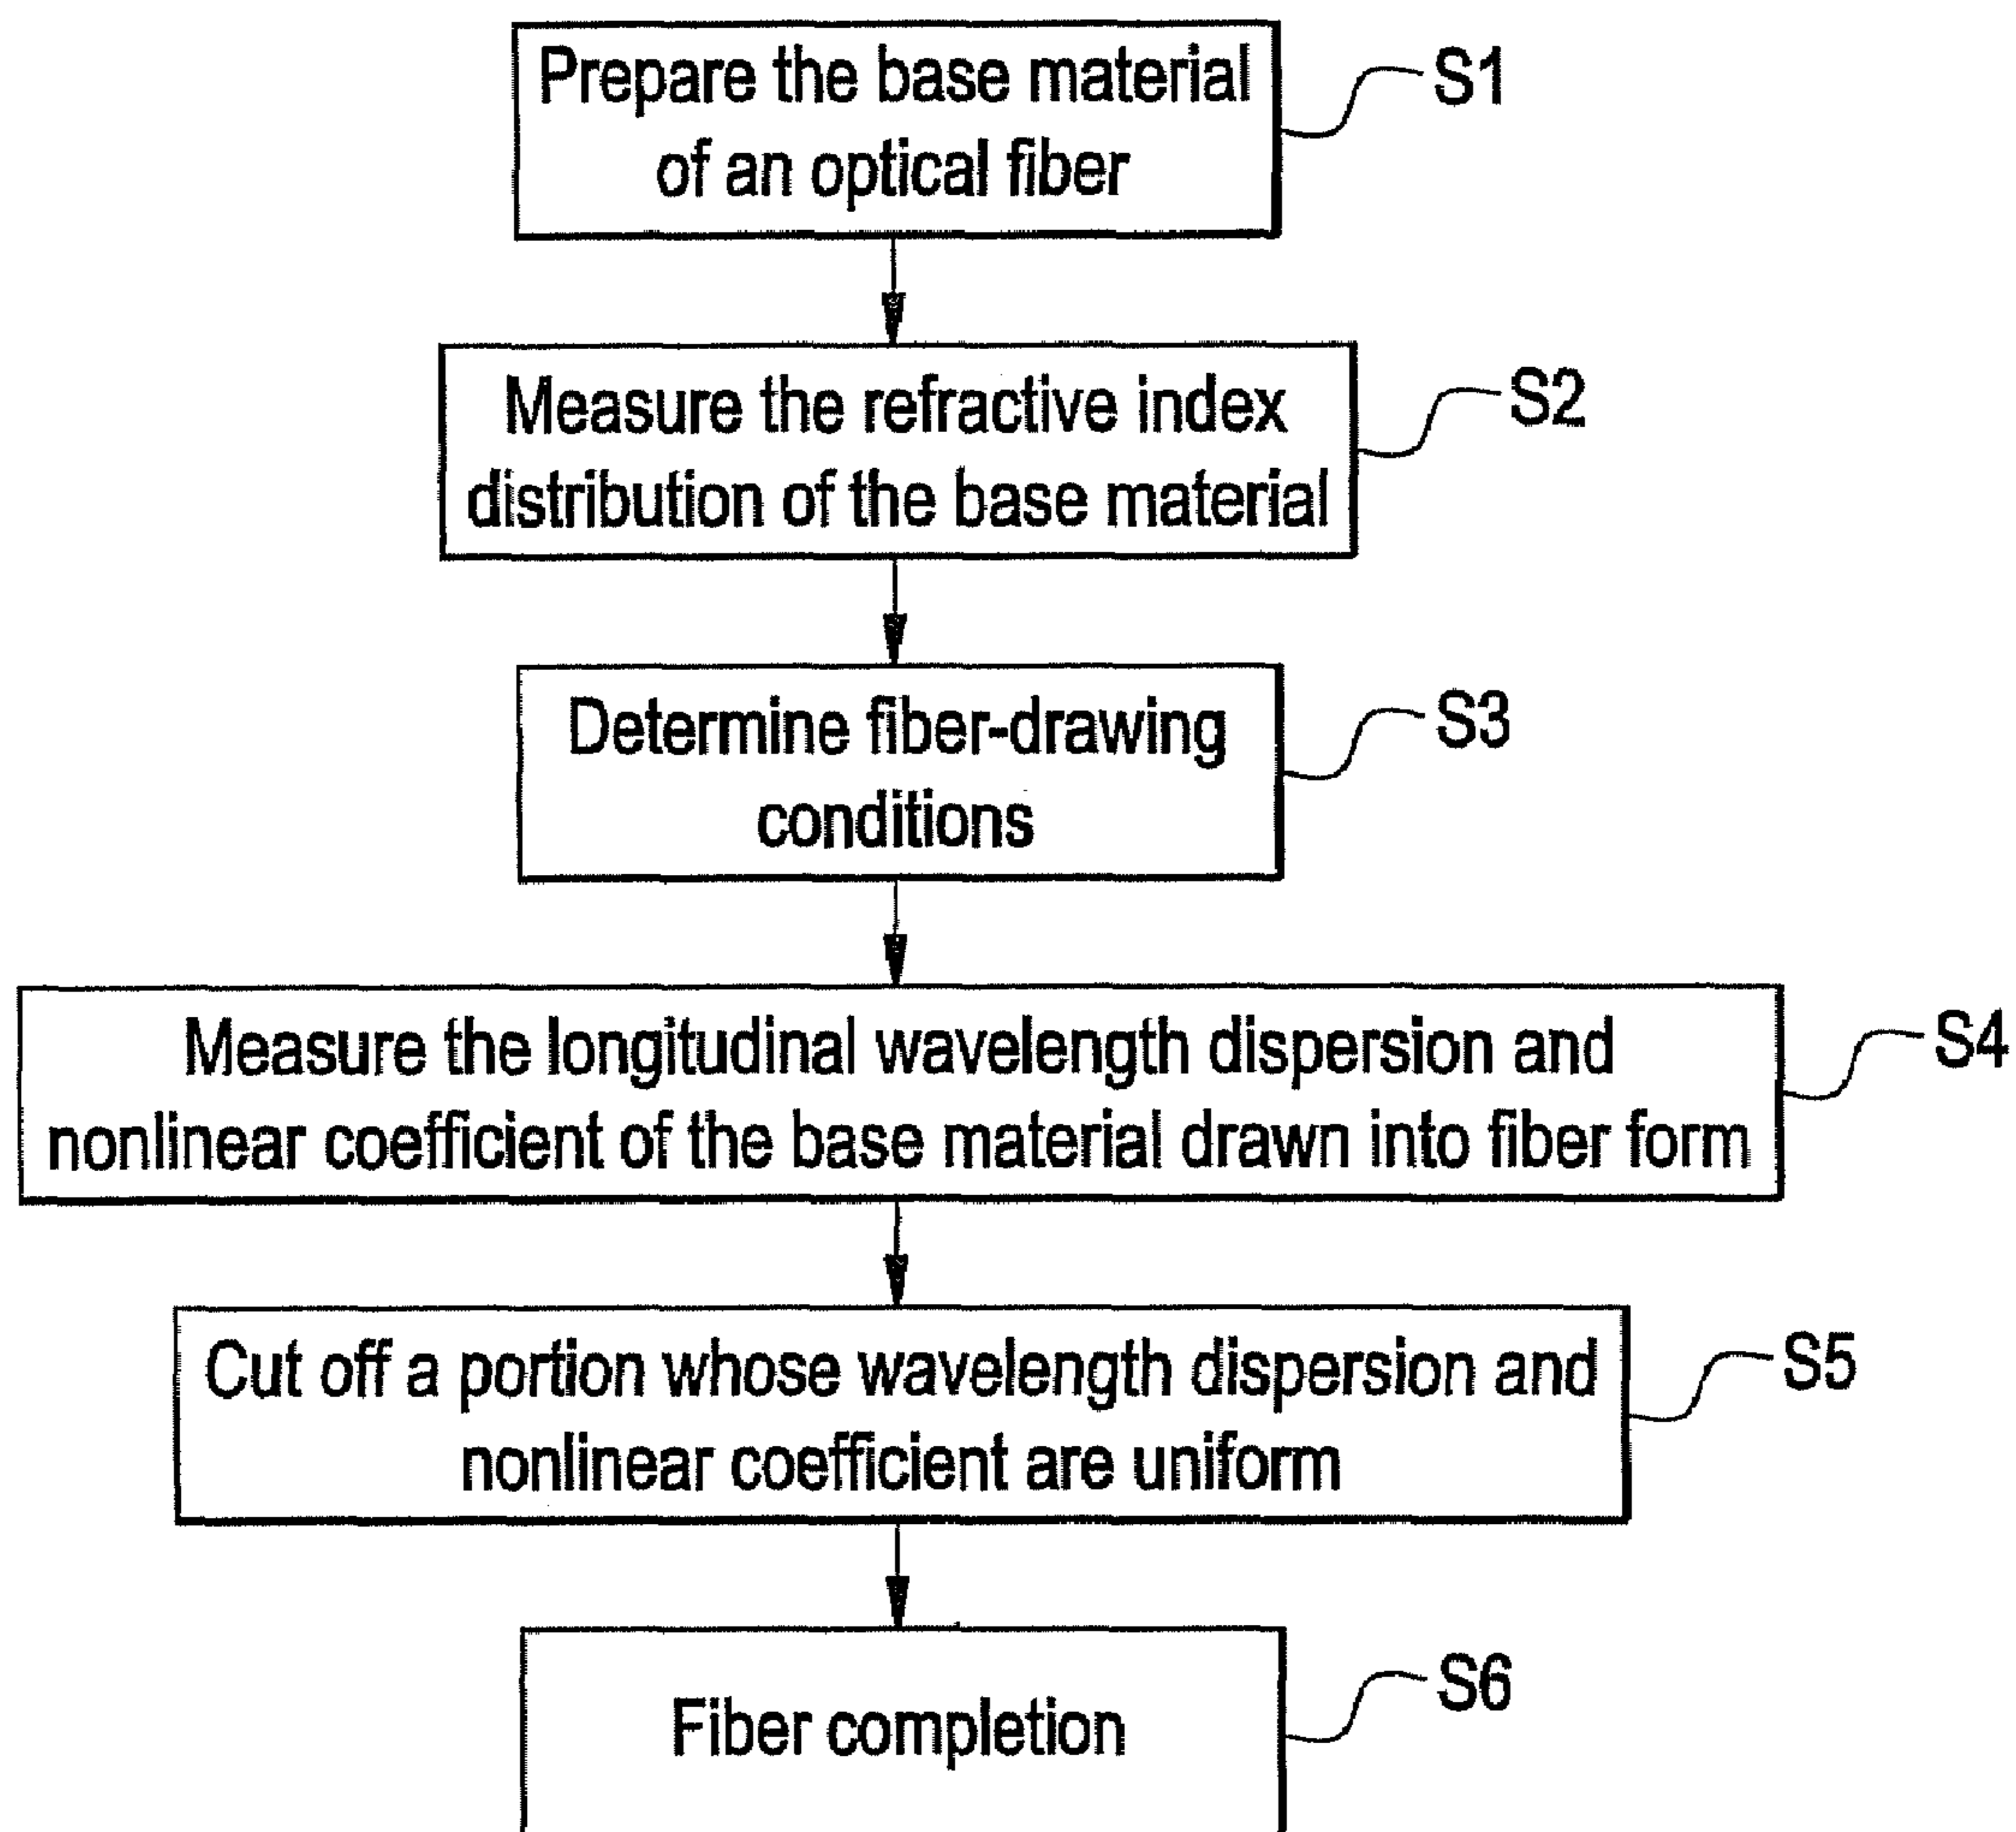 Prepare the base material
of an optical fiber
S1
Measure the refractive index
distribution of the base material
S2
Determine fiber-drawing
conditions
S3
Measure the longitudinal wavelength dispersion and
nonlinear coefficient of the base material drawn into fiber form
S4
Cut off a portion whose wavelength dispersion and
nonlinear coefficient are uniform
S5
Fiber completion
S6